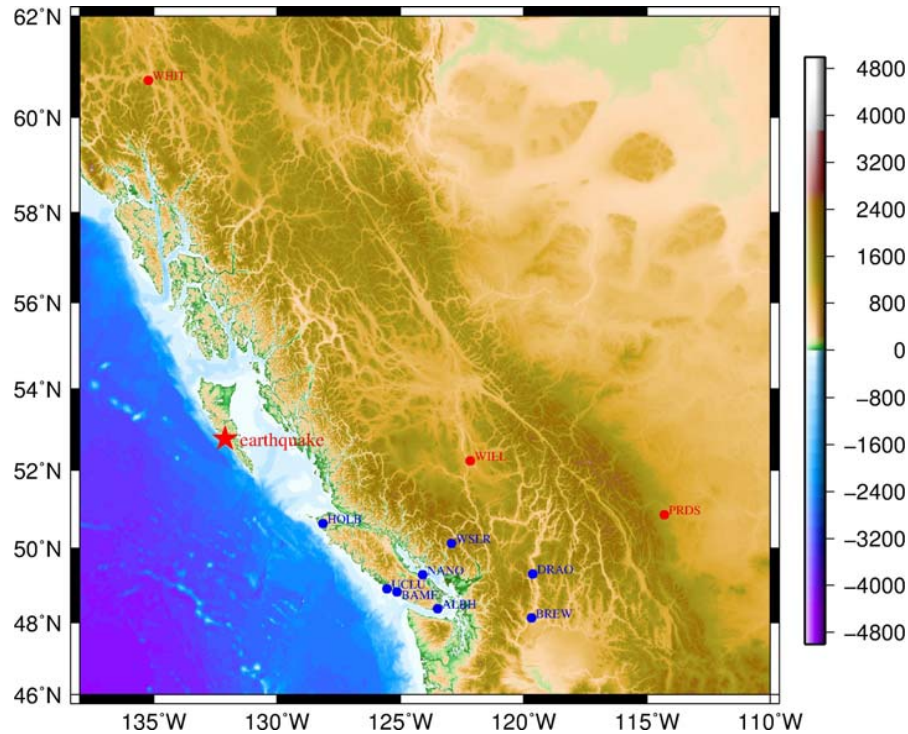 62°N
60°N
58°N
56°N
54°N
52°N
50°N
48°N
46°N
WHIT
earthquake
WILL
PRDS
HOLB
WSLR
NANO
DRAO
UCLU
BAMF
ALBH
BREW
135°W
130°W
125°W
120°W
115°W
110°W
4800
4000
3200
2400
1600
800
0
−800
−1600
−2400
−3200
−4000
−4800